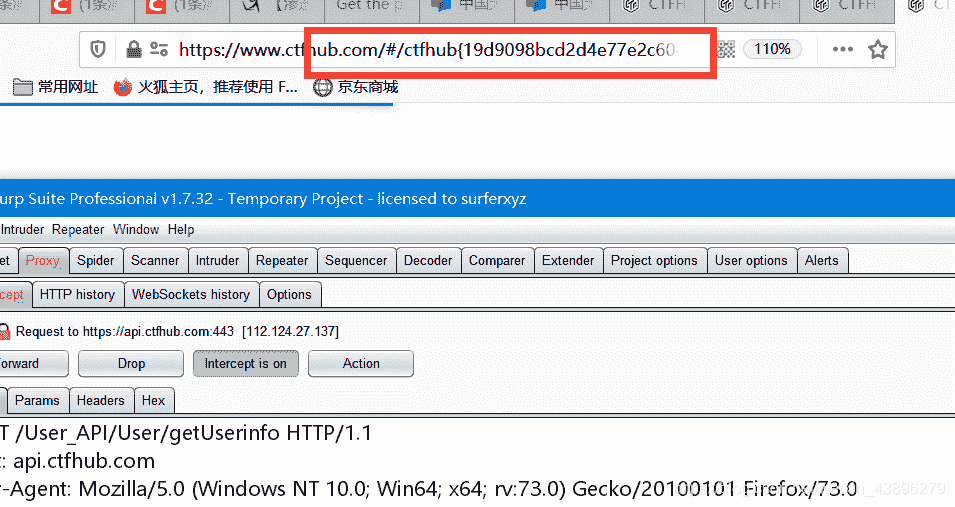 (1条
(1条
【渗
Get the p
中国
中国
CTFH
CTFH
CTFH
CTF
https://www.ctfhub.com/#/ctfhub{19d9098bcd2d4e77e2c60
110%
常用网址 火狐主页，推荐使用 F... 京东商城
urp Suite Professional v1.7.32 - Temporary Project - licensed to surferxyz
Intruder Repeater Window Help
et Proxy Spider Scanner Intruder Repeater Sequencer Decoder Comparer Extender Project options User options Alerts
cept HTTP history WebSockets history Options
Request to https://api.ctfhub.com:443 [112.124.27.137]
orward Drop Intercept is on Action
Params Headers Hex
T /User_API/User/getUserinfo HTTP/1.1
t: api.ctfhub.com
r-Agent: Mozilla/5.0 (Windows NT 10.0; Win64; x64; rv:73.0) Gecko/20100101 Firefox/73.0